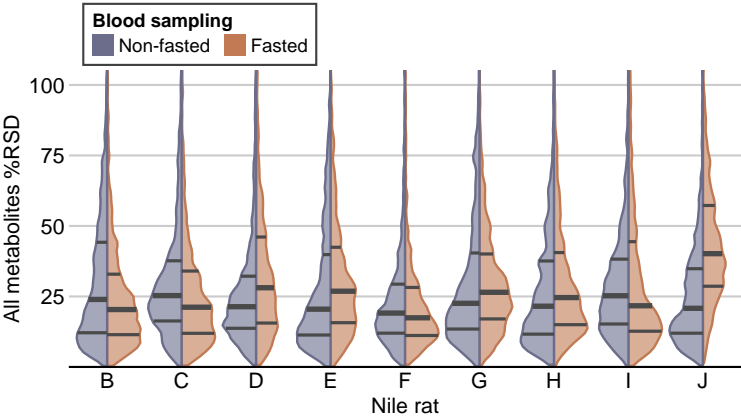 Blood sampling
Non-fasted Fasted
All metabolites %RSD
100
75
50
25
B C D E F G H I J
Nile rat